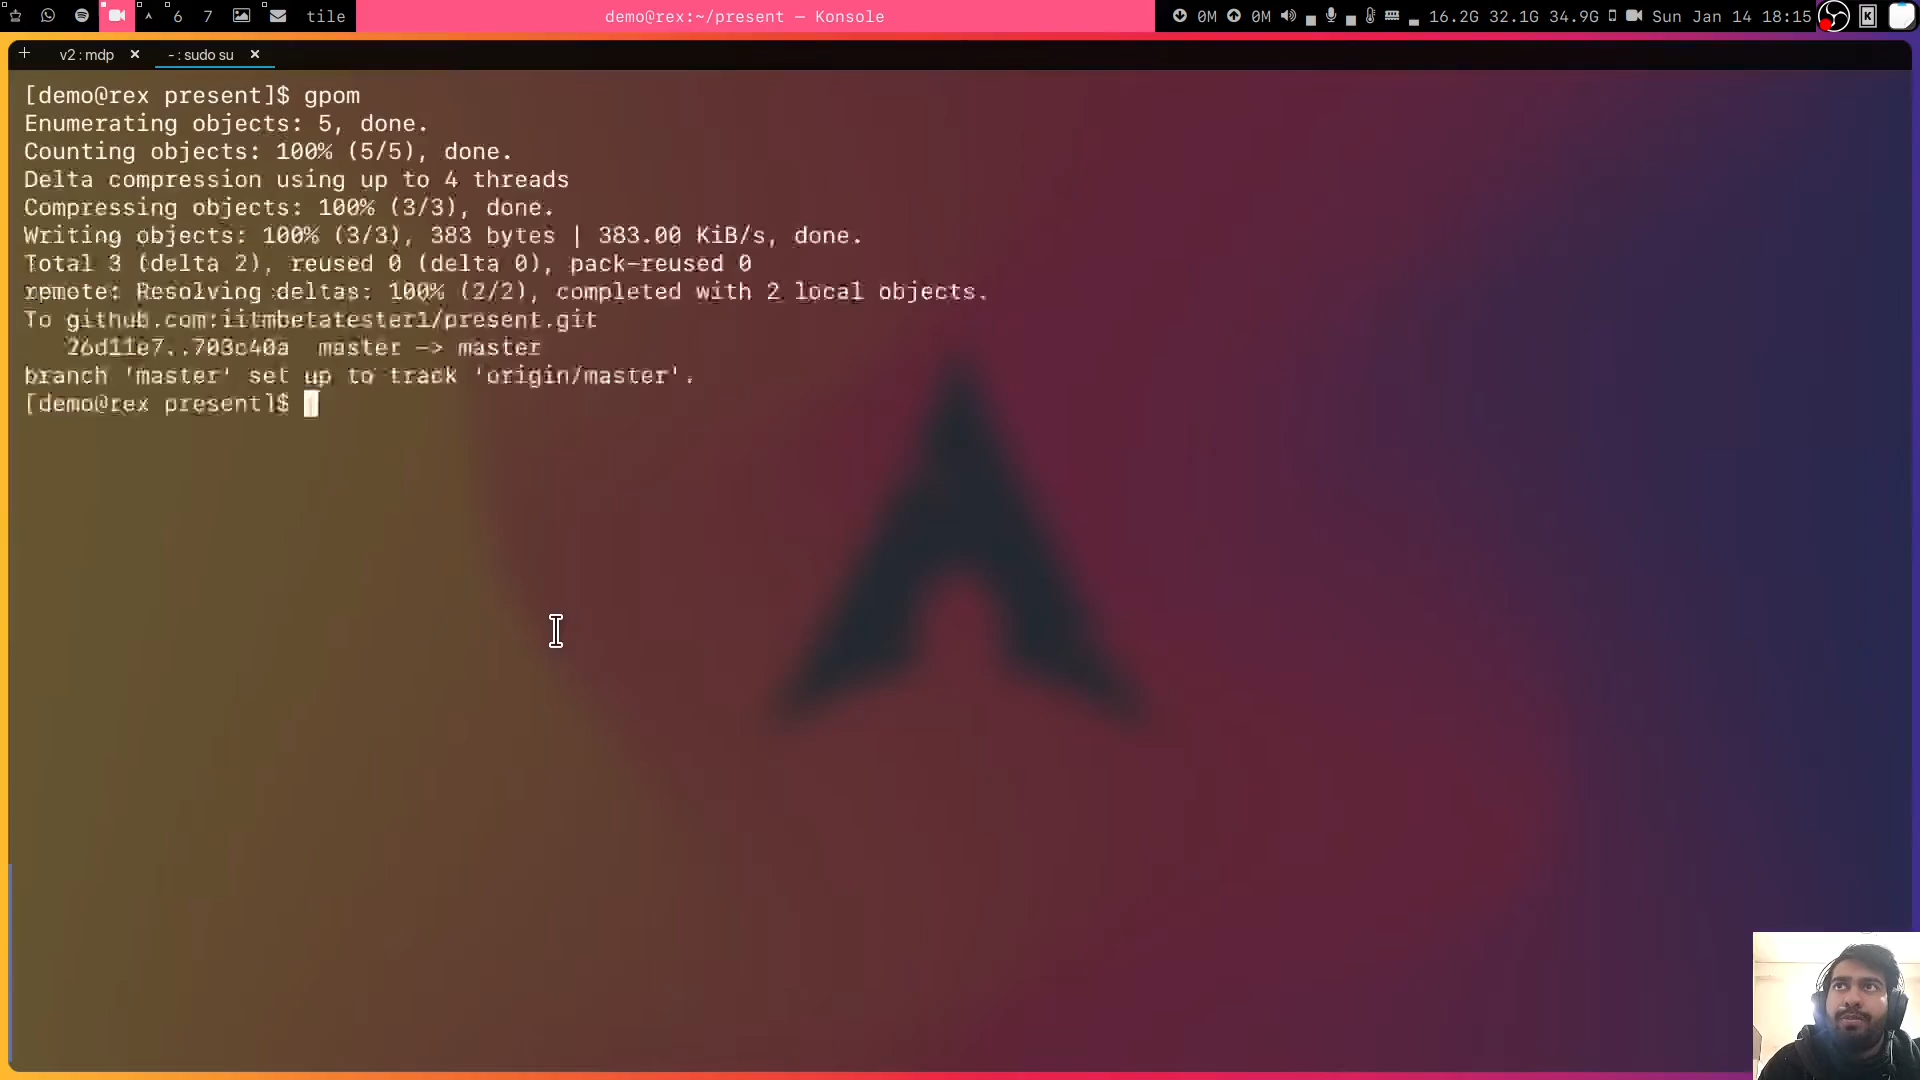 6 7 tile demo@rex:~/present — Konsole 0M 0M 16.2G 32.1G 34.9G Sun Jan 14 18:15 K
+ v2 : mdp × - : sudo su ×
[demo@rex present]$ gpom
Enumerating objects: 5, done.
Counting objects: 100% (5/5), done.
Delta compression using up to 4 threads
Compressing objects: 100% (3/3), done.
Writing objects: 100% (3/3), 383 bytes | 383.00 KiB/s, done.
Total 3 (delta 2), reused 0 (delta 0), pack-reused 0
remote: Resolving deltas: 100% (2/2), completed with 2 local objects.
To github.com:iitmbetatester1/present.git
26d11e7..703c40a master -> master
branch 'master' set up to track 'origin/master'.
[demo@rex present]$